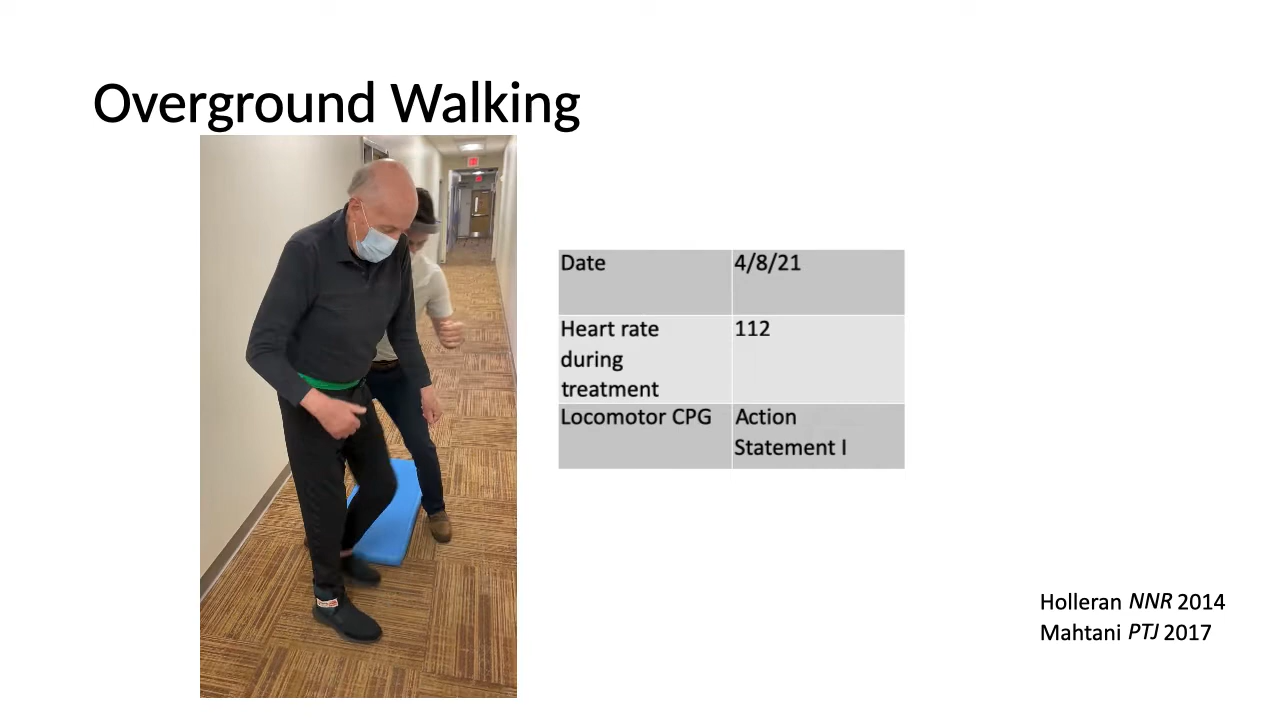 Overground Walking
Date 4/8/21
Heart rate 112
during
treatment
Locomotor CPG Action
Statement I
Holleran NNR 2014
Mahtani PTJ 2017